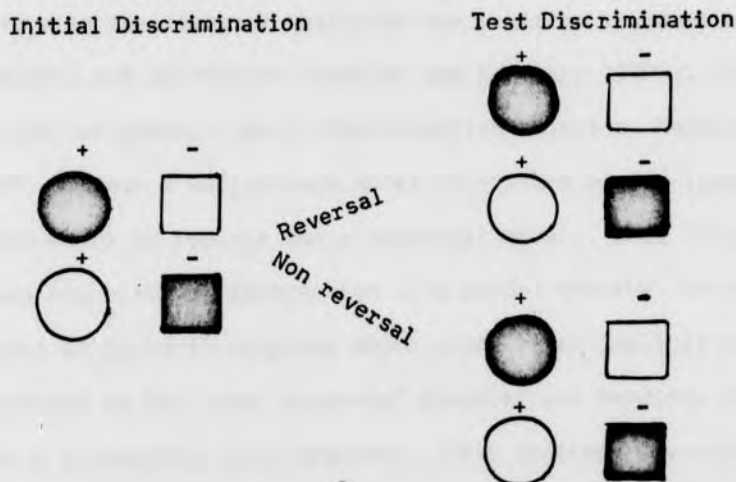 Initial Discrimination
Test Discrimination
+ -
+ -
+ -
+ -
Reversal
Non reversal
+ -
+ -